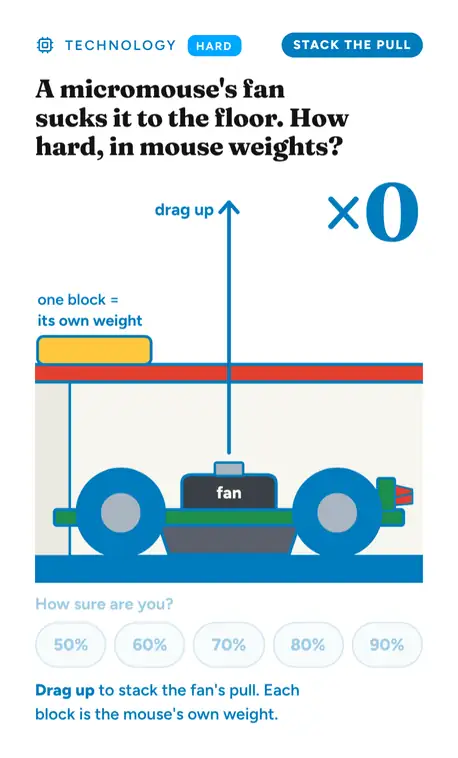 TECHNOLOGY
HARD
STACK THE PULL
A micromouse's fan
sucks it to the floor. How
hard, in mouse weights?
drag up
×0
one block =
its own weight
fan
How sure are you?
50%
60%
70%
80%
90%
Drag up to stack the fan's pull. Each
block is the mouse's own weight.